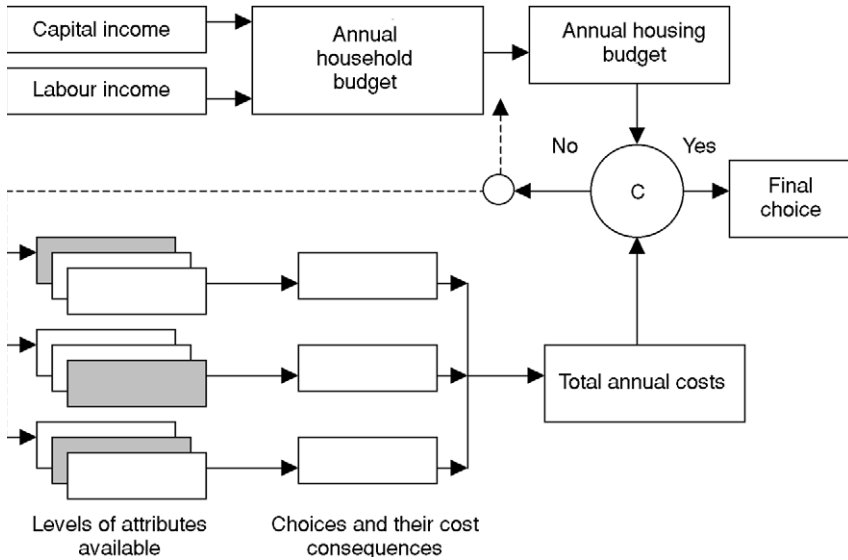 Capital income
Labour income
Annual
household
budget
Annual housing
budget
No
Yes
C
Final
choice
Total annual costs
Levels of attributes
available
Choices and their cost
consequences